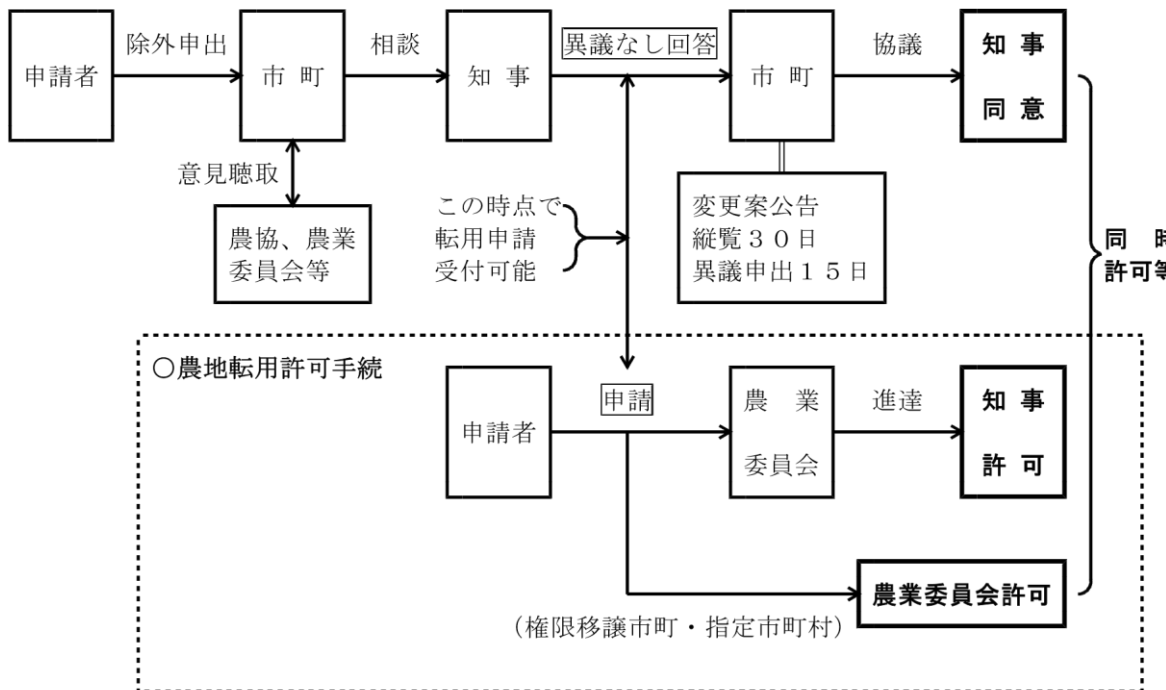 除外申出
相談
異議なし回答
協議
申請者
市 町
知 事
市 町
知 事
同 意
意見聴取
農協、農業
委員会等
この時点で
転用申請
受付可能
変更案公告
縦覧３０日
異議申出１５日
同 時
許可等
○農地転用許可手続
申請者
申請
農 業
委員会
進達
知 事
許 可
農業委員会許可
（権限移譲市町・指定市町村）